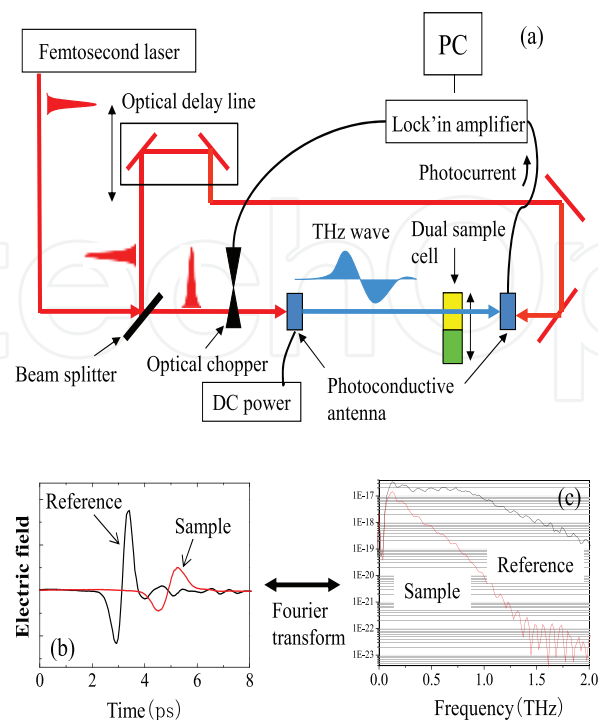 PC
(a)
Femtosecond laser
Optical delay line
Lock'in amplifier
Photocurrent
THz wave
Dual sample
cell
Beam splitter
Optical chopper
DC power
Photoconductive
antenna
Reference
Sample
Electric field
(b)
0 2 4 6 8
Time(ps)
Fourier
transform
(c)
1E-17
1E-18
1E-19
1E-20
1E-21
1E-22
1E-23
Reference
Sample
0.0 0.5 1.0 1.5 2.0
Frequency(THz)